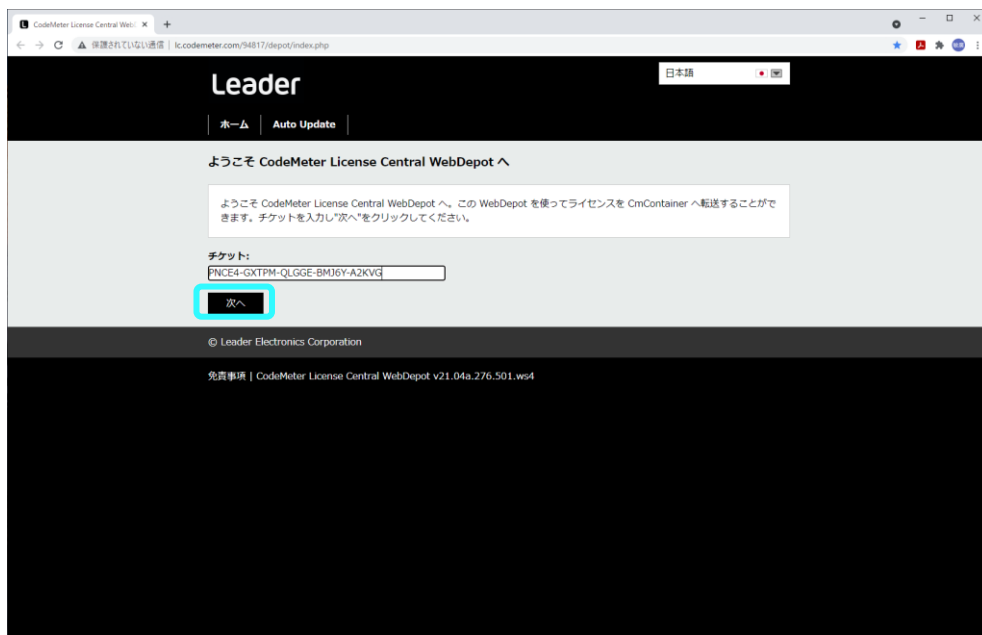 CodeMeter License Central Web
保護されていない通信 | lc.codemeter.com/94817/depot/index.php
Leader
日本語
ホーム
Auto Update
ようこそ CodeMeter License Central WebDepot へ
ようこそ CodeMeter License Central WebDepot へ。この WebDepot を使ってライセンスを CmContainer へ転送することがで
きます。チケットを入力し"次へ"をクリックしてください。
チケット:
PNCE4-GXTPM-QLGGE-BMJ6Y-A2KVG
次へ
© Leader Electronics Corporation
免責事項 | CodeMeter License Central WebDepot v21.04a.276.501.ws4